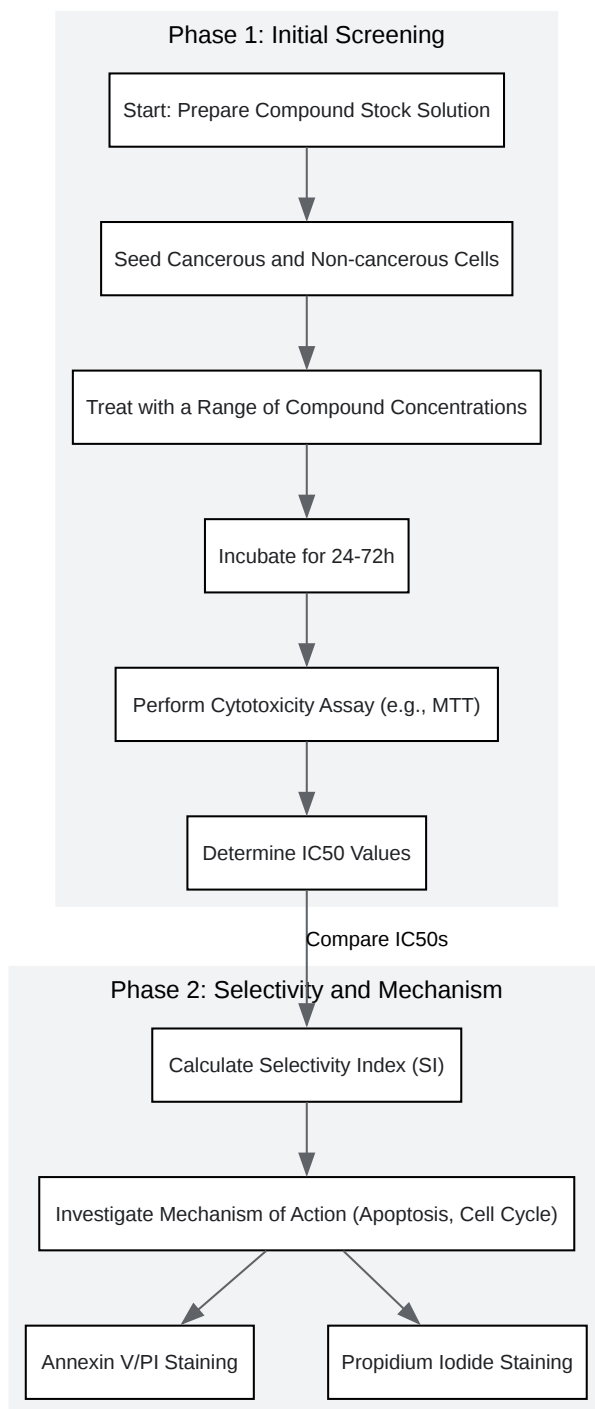 Phase 1: Initial Screening
Start: Prepare Compound Stock Solution
Seed Cancerous and Non-cancerous Cells
Treat with a Range of Compound Concentrations
Incubate for 24-72h
Perform Cytotoxicity Assay (e.g., MTT)
Determine IC50 Values
Compare IC50s
Phase 2: Selectivity and Mechanism
Calculate Selectivity Index (SI)
Investigate Mechanism of Action (Apoptosis, Cell Cycle)
Annexin V/PI Staining
Propidium Iodide Staining